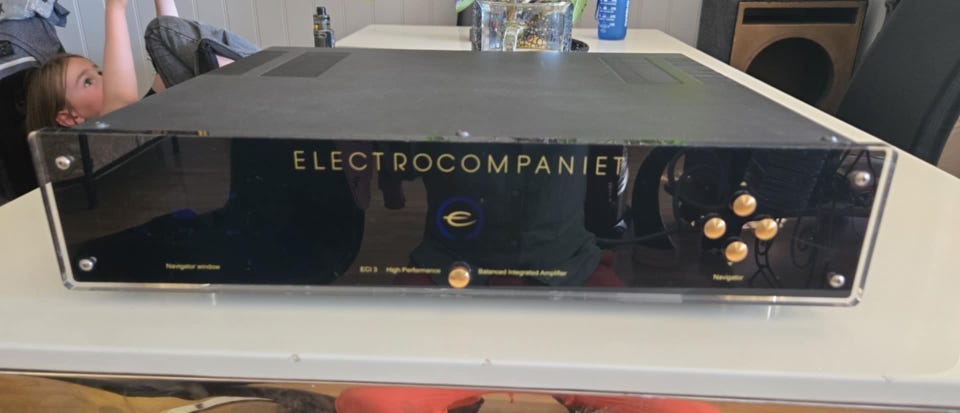 ELECTROCOMPANIET
Navigator window
ECI 3 High Performance Balanced Integrated Amplifier
Navigator